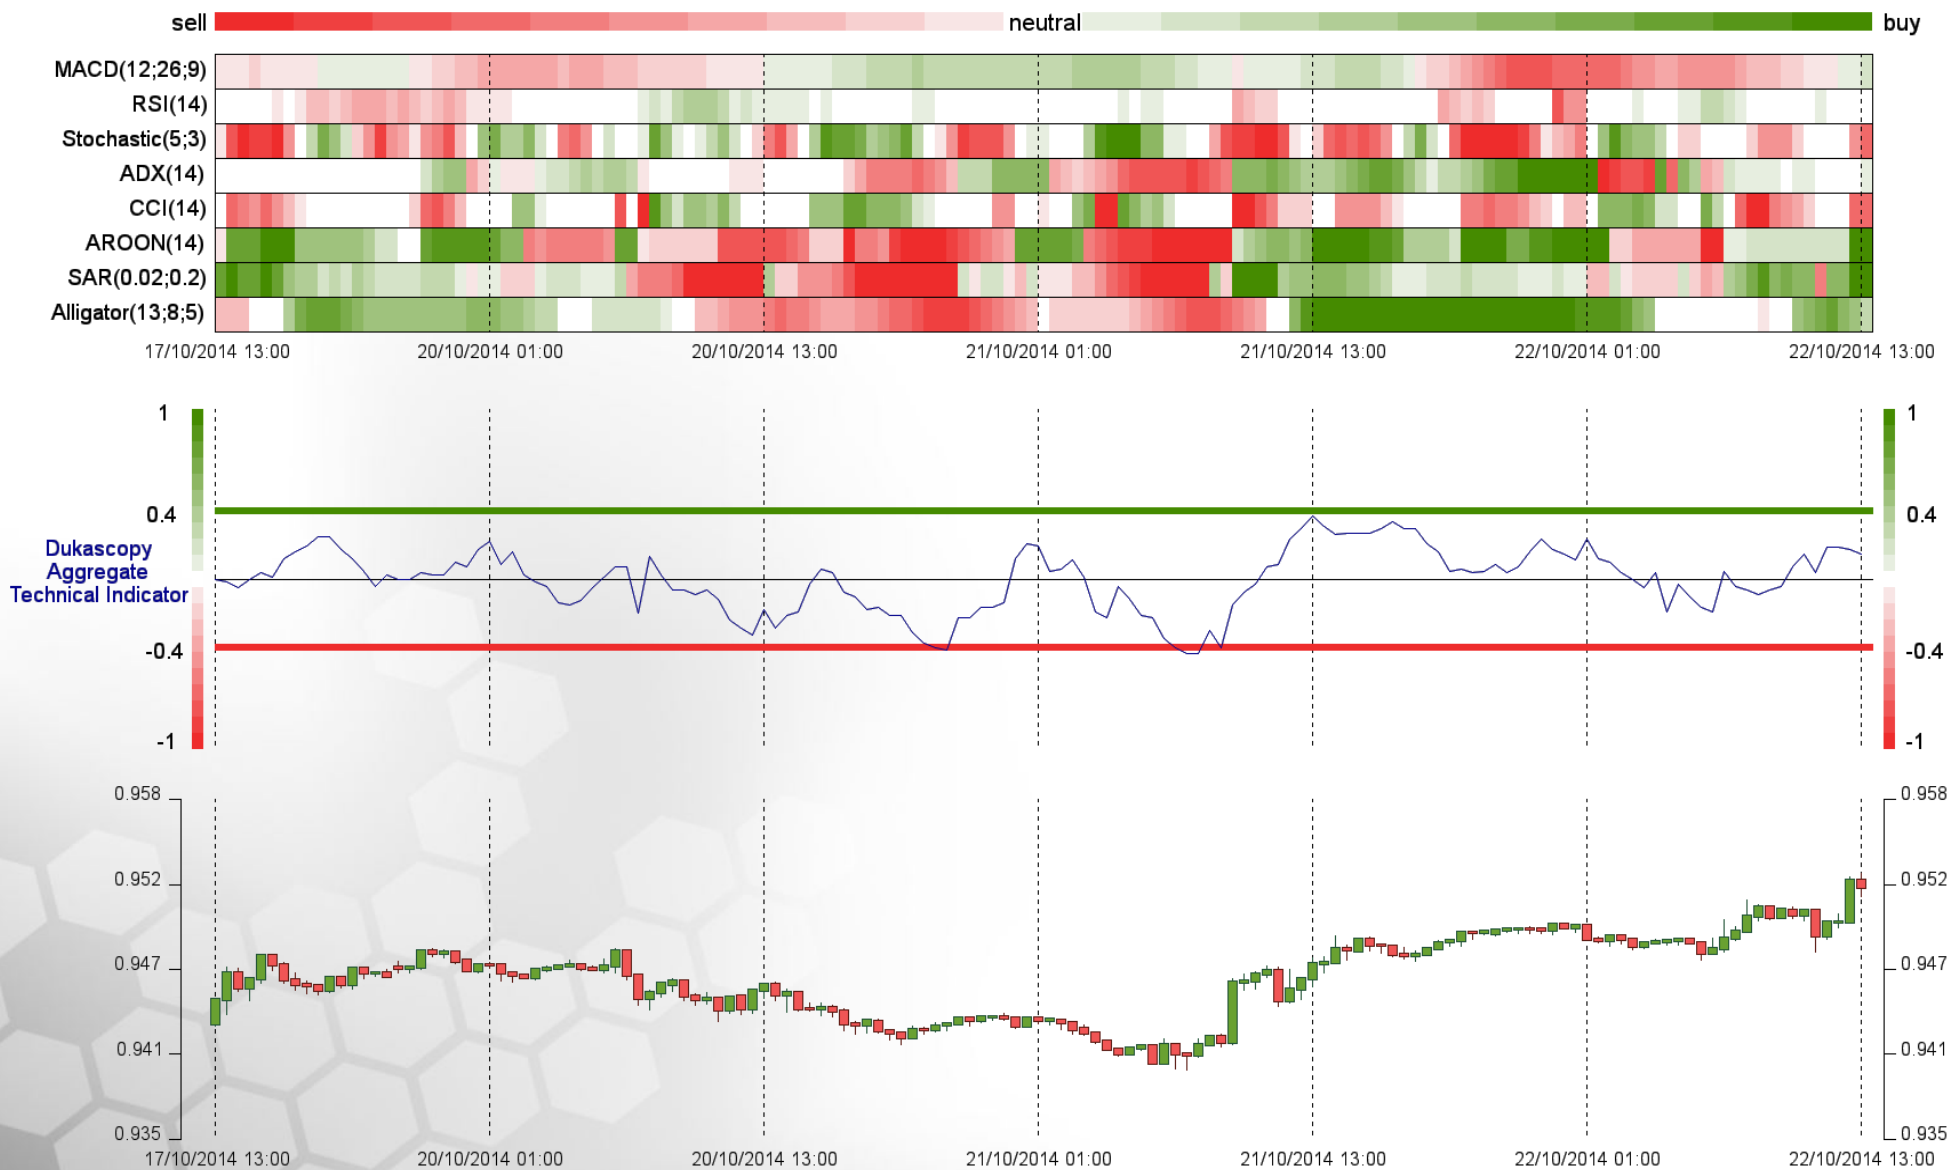 sell neutral buy
MACD(12;26;9)
RSI(14)
Stochastic(5;3)
ADX(14)
CCI(14)
AROON(14)
SAR(0.02;0.2)
Alligator(13;8;5)
17/10/2014 13:00 20/10/2014 01:00 20/10/2014 13:00 21/10/2014 01:00 21/10/2014 13:00 22/10/2014 01:00 22/10/2014 13:00
1 1
0.4 0.4
Dukascopy
Aggregate
Technical Indicator
-0.4 -0.4
-1 -1
0.958 0.958
0.952 0.952
0.947 0.947
0.941 0.941
0.935 0.935
17/10/2014 13:00 20/10/2014 01:00 20/10/2014 13:00 21/10/2014 01:00 21/10/2014 13:00 22/10/2014 01:00 22/10/2014 13:00